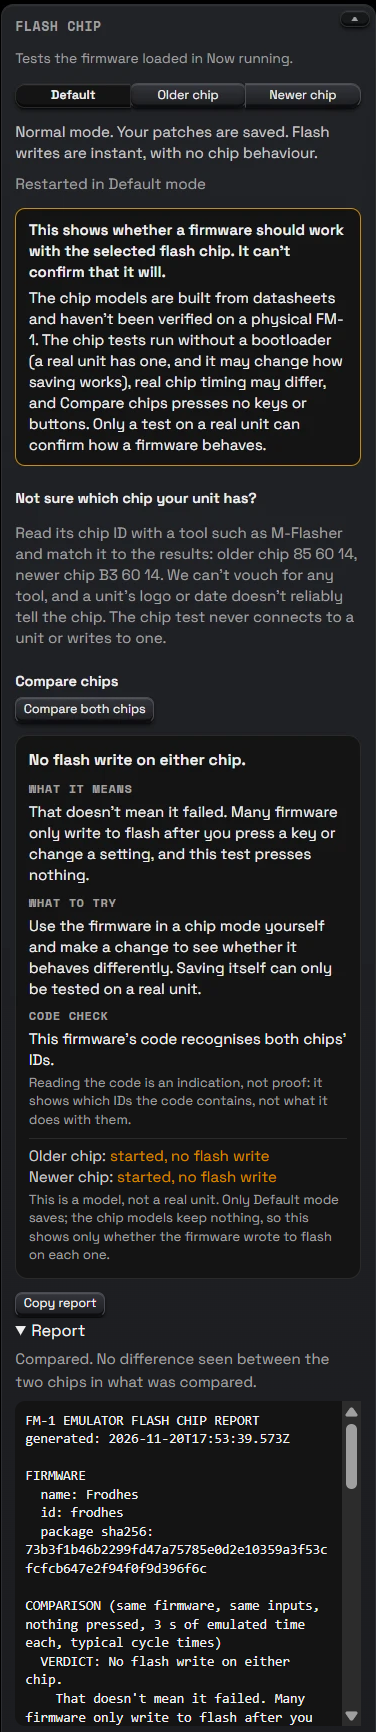 FLASH CHIP
Tests the firmware loaded in Now running.
Default
Older chip
Newer chip
Normal mode. Your patches are saved. Flash
writes are instant, with no chip behaviour.
Restarted in Default mode
This shows whether a firmware should work
with the selected flash chip. It can't
confirm that it will.
The chip models are built from datasheets
and haven't been verified on a physical FM-
1. The chip tests run without a bootloader
(a real unit has one, and it may change how
saving works), real chip timing may differ,
and Compare chips presses no keys or
buttons. Only a test on a real unit can
confirm how a firmware behaves.
Not sure which chip your unit has?
Read its chip ID with a tool such as M-Flasher
and match it to the results: older chip 85 60 14,
newer chip B3 60 14. We can't vouch for any
tool, and a unit's logo or date doesn't reliably
tell the chip. The chip test never connects to a
unit or writes to one.
Compare chips
Compare both chips
No flash write on either chip.
WHAT IT MEANS
That doesn't mean it failed. Many firmware
only write to flash after you press a key or
change a setting, and this test presses
nothing.
WHAT TO TRY
Use the firmware in a chip mode yourself
and make a change to see whether it
behaves differently. Saving itself can only
be tested on a real unit.
CODE CHECK
This firmware's code recognises both chips'
IDs.
Reading the code is an indication, not proof: it
shows which IDs the code contains, not what it
does with them.
Older chip: started, no flash write
Newer chip: started, no flash write
This is a model, not a real unit. Only Default mode
saves; the chip models keep nothing, so this
shows only whether the firmware wrote to flash
on each one.
Copy report
▼ Report
Compared. No difference seen between the
two chips in what was compared.
FM-1 EMULATOR FLASH CHIP REPORT
generated: 2026-11-20T17:53:39.573Z
FIRMWARE
name: Frodhes
id: frodhes
package sha256:
73b3f1b46b2299fd47a75785e0d2e10359a3f53c
fcfcb647e2f94f0f9d396f6c
COMPARISON (same firmware, same inputs,
nothing pressed, 3 s of emulated time
each, typical cycle times)
VERDICT: No flash write on either
chip.
That doesn't mean it failed. Many
firmware only write to flash after you